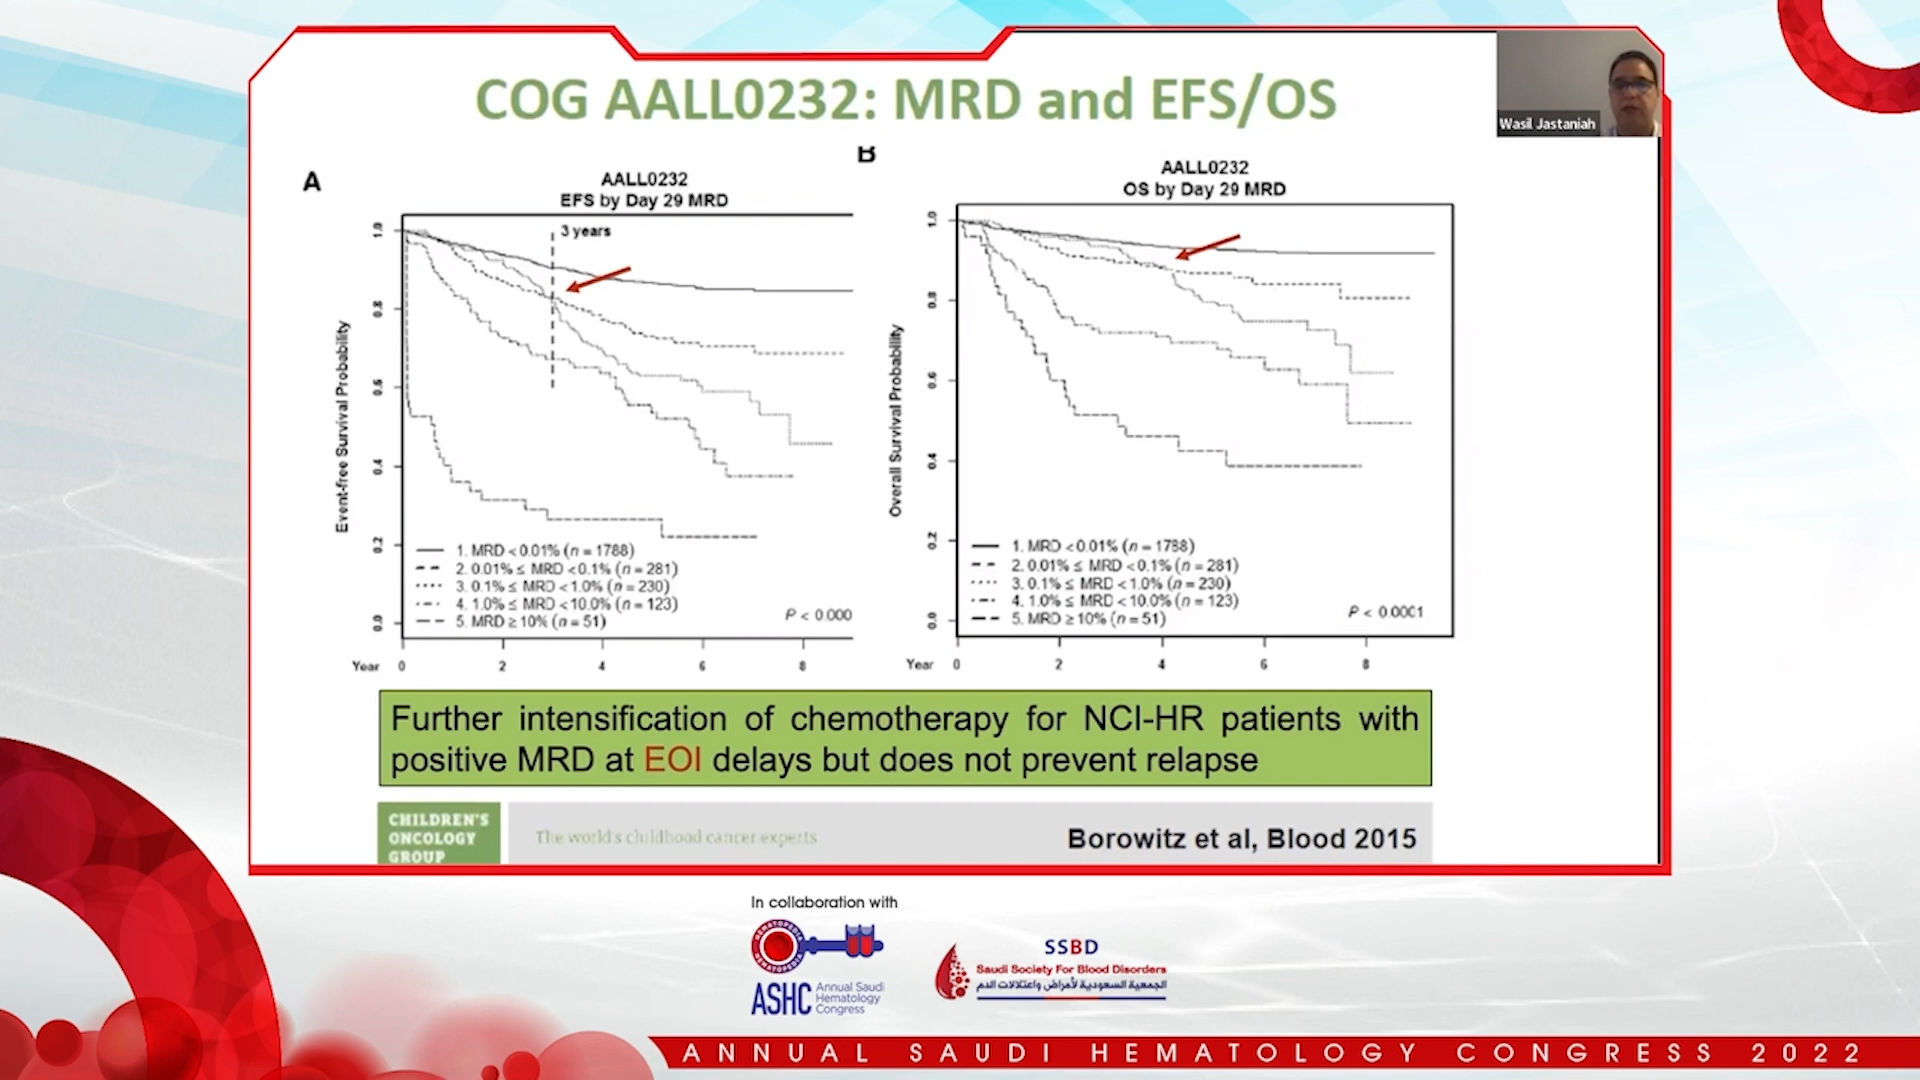 COG AALL0232: MRD and EFS/OS
Wasil Jastaniah
A
AALL0232
EFS by Day 29 MRD
3 years
Event-free Survival Probability
1.0
0.8
0.6
0.4
0.2
0.0
1. MRD < 0.01% (n = 1788)
2. 0.01% ≤ MRD < 0.1% (n = 281)
3. 0.1% ≤ MRD < 1.0% (n = 230)
4. 1.0% ≤ MRD < 10.0% (n = 123)
5. MRD ≥ 10% (n = 51)
P < 0.000
Year 0 2 4 6 8
B
AALL0232
OS by Day 29 MRD
Overall Survival Probability
1.0
0.8
0.6
0.4
0.2
0.0
1. MRD < 0.01% (n = 1788)
2. 0.01% ≤ MRD < 0.1% (n = 281)
3. 0.1% ≤ MRD < 1.0% (n = 230)
4. 1.0% ≤ MRD < 10.0% (n = 123)
5. MRD ≥ 10% (n = 51)
P < 0.0001
Year 0 2 4 6 8
Further intensification of chemotherapy for NCI-HR patients with
positive MRD at EOI delays but does not prevent relapse
CHILDREN'S
ONCOLOGY
GROUP
The world's childhood cancer experts
Borowitz et al, Blood 2015
In collaboration with
HEMATOPEDIA
HEMATOPEDIA
ASHC Annual Saudi
Hematology
Congress
SSBD
Saudi Society For Blood Disorders
الجمعية السعودية لأمراض واعتلالات الدم
ANNUAL SAUDI HEMATOLOGY CONGRESS 2022